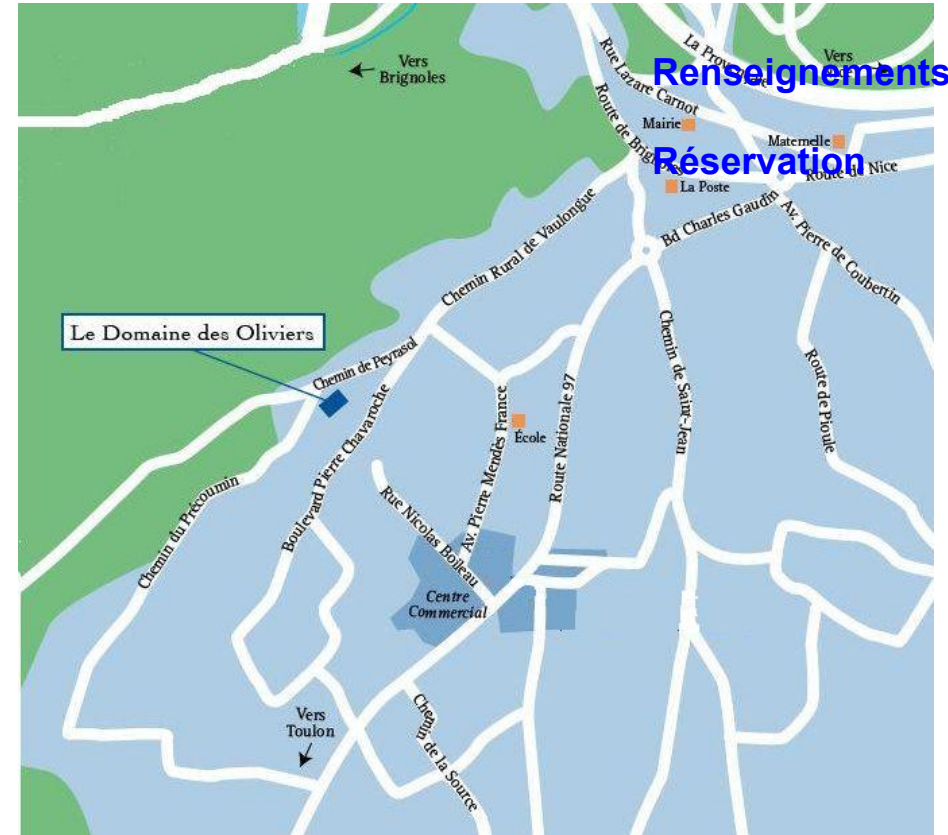 Vers
Brignoles
La Provençale
Vers
Renseignements
Rue Lazare Carnot
Mairie
Maternelle
Route de Brignoles
Réservation
Route de Nice
La Poste
Bd Charles Gaudin
Av. Pierre de Coubertin
Chemin Rural de Vaulongue
Le Domaine des Oliviers
Chemin de Peyrasol
Chemin de Saint-Jean
Route de Pioule
Boulevard Pierre Chavaroche
Av. Pierre Mendès France
École
Route Nationale 97
Chemin du Précoumin
Rue Nicolas Boileau
Centre
Commercial
Vers
Toulon
Chemin de la Source